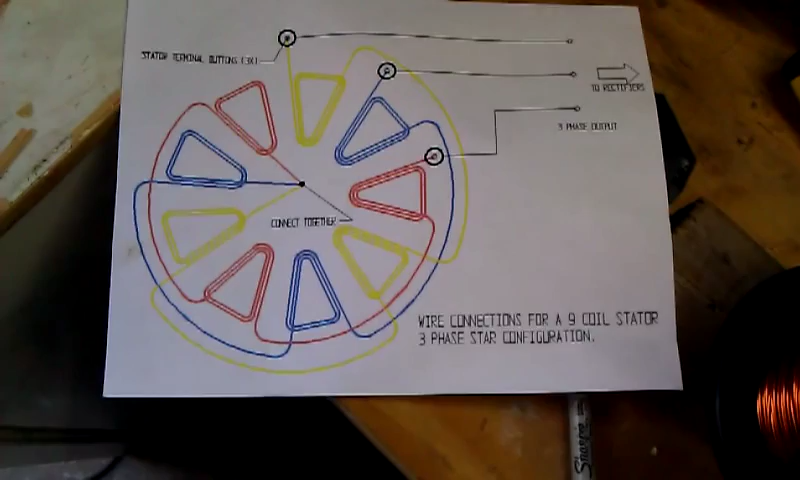 STATOR TERMINAL BUTTONS (3X)
TO RECTIFIERS
3 PHASE OUTPUT
CONNECT TOGETHER
WIRE CONNECTIONS FOR A 9 COIL STATOR
3 PHASE STAR CONFIGURATION.
Sharpie